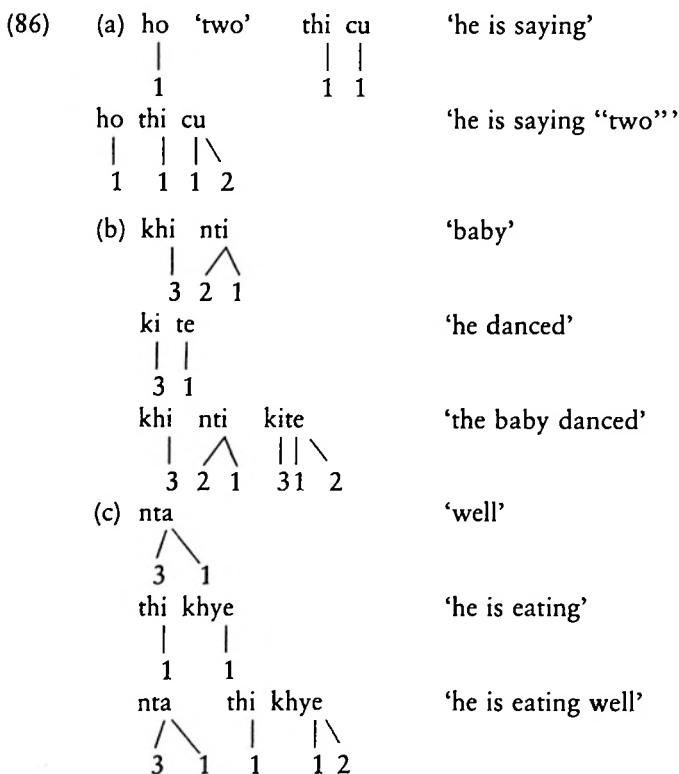 (86) (a) ho ‘two’ thi cu ‘he is saying’
1 1 1
ho thi cu ‘he is saying “two”’
1 1 1 2
(b) khi nti ‘baby’
3 2 1
ki te ‘he danced’
3 1
khi nti kite ‘the baby danced’
3 2 1 31 2
(c) nta ‘well’
3 1
thi khye ‘he is eating’
1 1
nta thi khye ‘he is eating well’
3 1 1 1 2